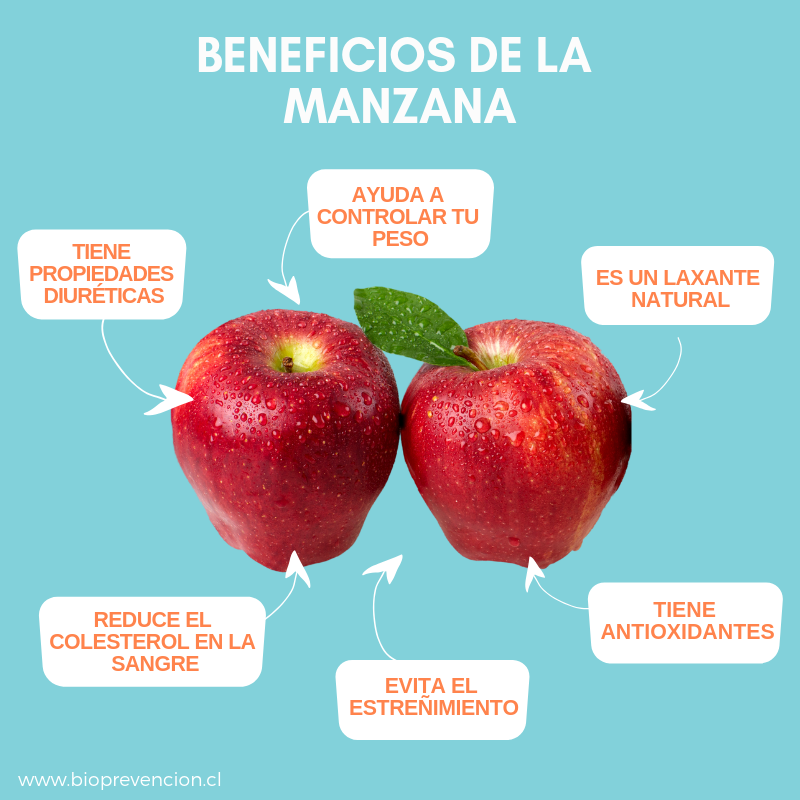 BENEFICIOS DE LA
MANZANA
AYUDA A
CONTROLAR TU
PESO
TIENE
PROPIEDADES
DIURÉTICAS
ES UN LAXANTE
NATURAL
REDUCE EL
COLESTEROL EN LA
SANGRE
TIENE
ANTIOXIDANTES
EVITA EL
ESTREÑIMIENTO
www.bioprevencion.cl